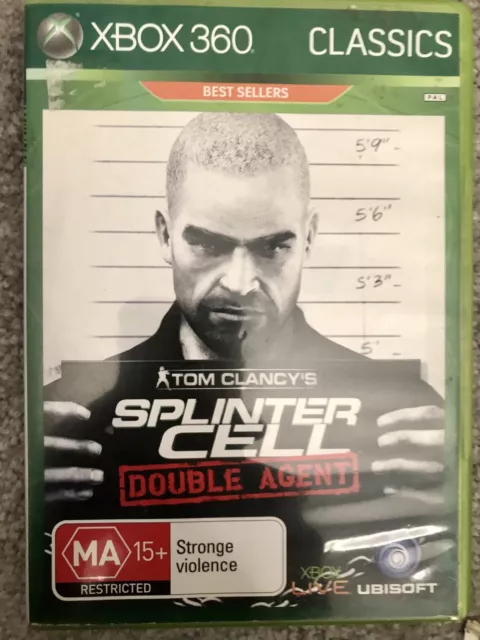 XBOX 360 CLASSICS
BEST SELLERS
PAL
5'9"
5'6"
5'3"
5'
TOM CLANCY'S
SPLINTER
CELL
DOUBLE AGENT
MA 15+
RESTRICTED
Stronge
violence
XBOX
LIVE
UBISOFT